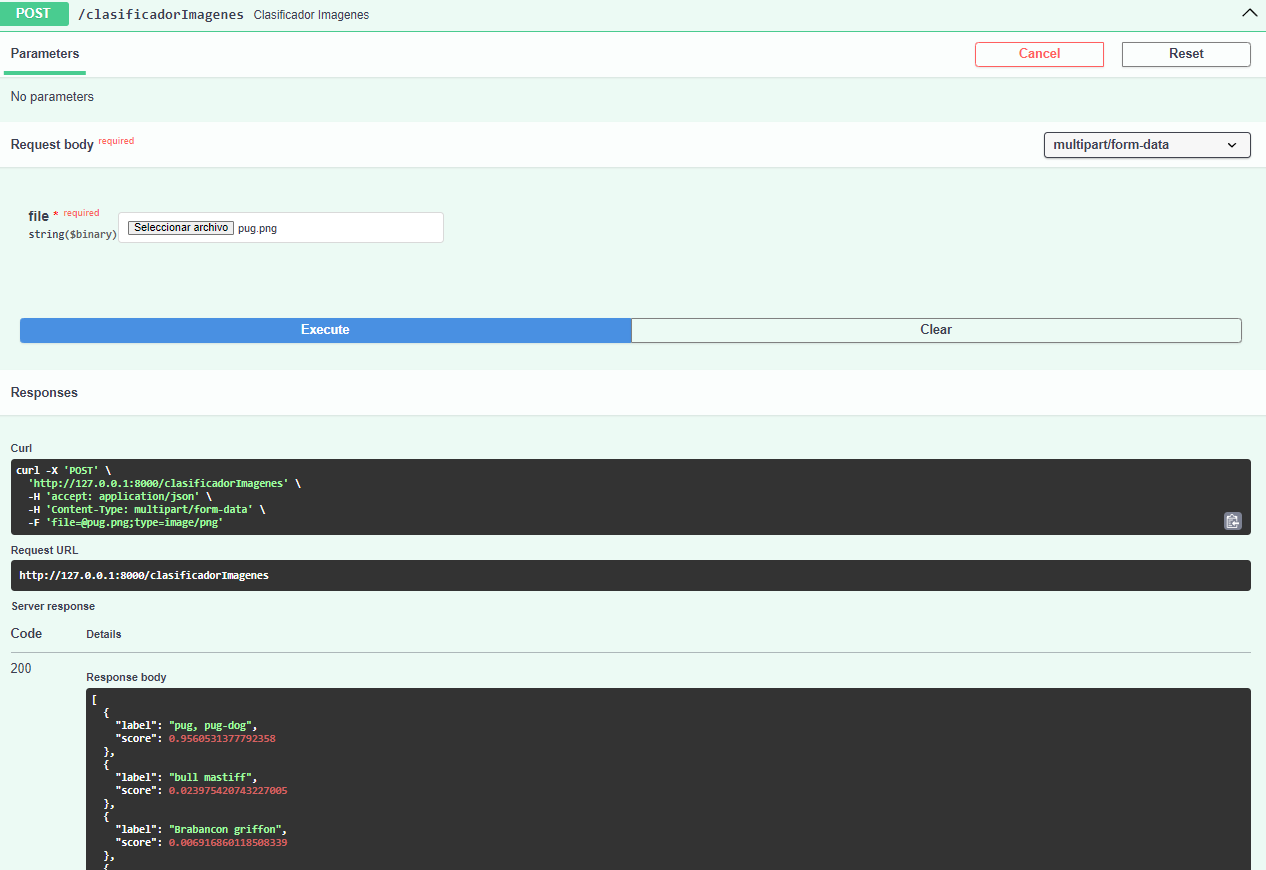 POST /clasificadorImagenes Clasificador Imagenes
Parameters
Cancel
Reset
No parameters
Request body required
multipart/form-data
file * required
string($binary)
Seleccionar archivo pug.png
Execute
Clear
Responses
Curl
curl -X 'POST' \
  'http://127.0.0.1:8000/clasificadorImagenes' \
  -H 'accept: application/json' \
  -H 'Content-Type: multipart/form-data' \
  -F 'file=@pug.png;type=image/png'
Request URL
http://127.0.0.1:8000/clasificadorImagenes
Server response
Code Details
200
Response body
[
  {
    "label": "pug, pug-dog",
    "score": 0.9560531377792358
  },
  {
    "label": "bull mastiff",
    "score": 0.023975420743227005
  },
  {
    "label": "Brabancon griffon",
    "score": 0.006916860118508339
  },
  {